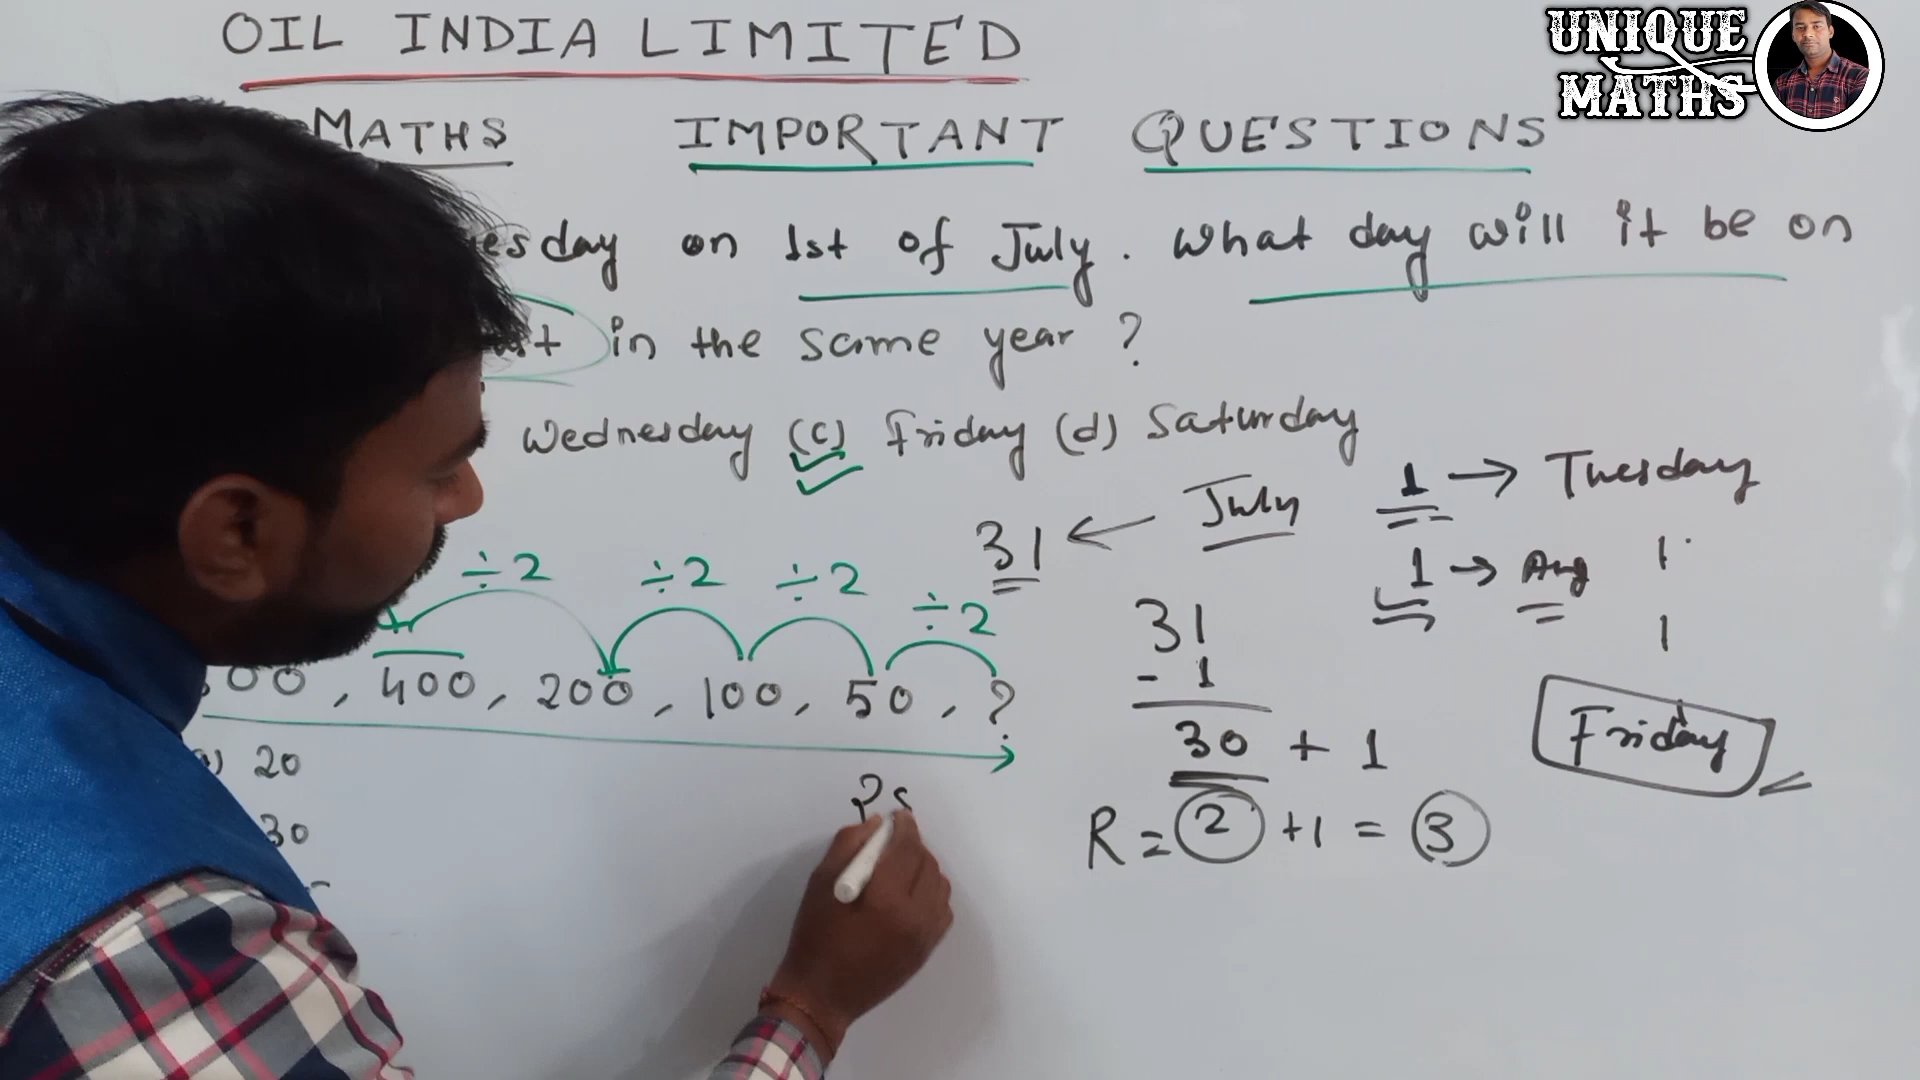 OIL INDIA LIMITED
UNIQUE
MATHS
MATHS IMPORTANT QUESTIONS
on 1st of July. What day will it be on
in the same year ?
Wednesday (c) Friday (d) Saturday
1 → Tuesday
31 ← July
1 → Aug 1
1
÷2 ÷2 ÷2 ÷2
31
- 1
30 + 1
R = 2 + 1 = 3
Friday
, 400, 200, 100, 50, ?
20
30